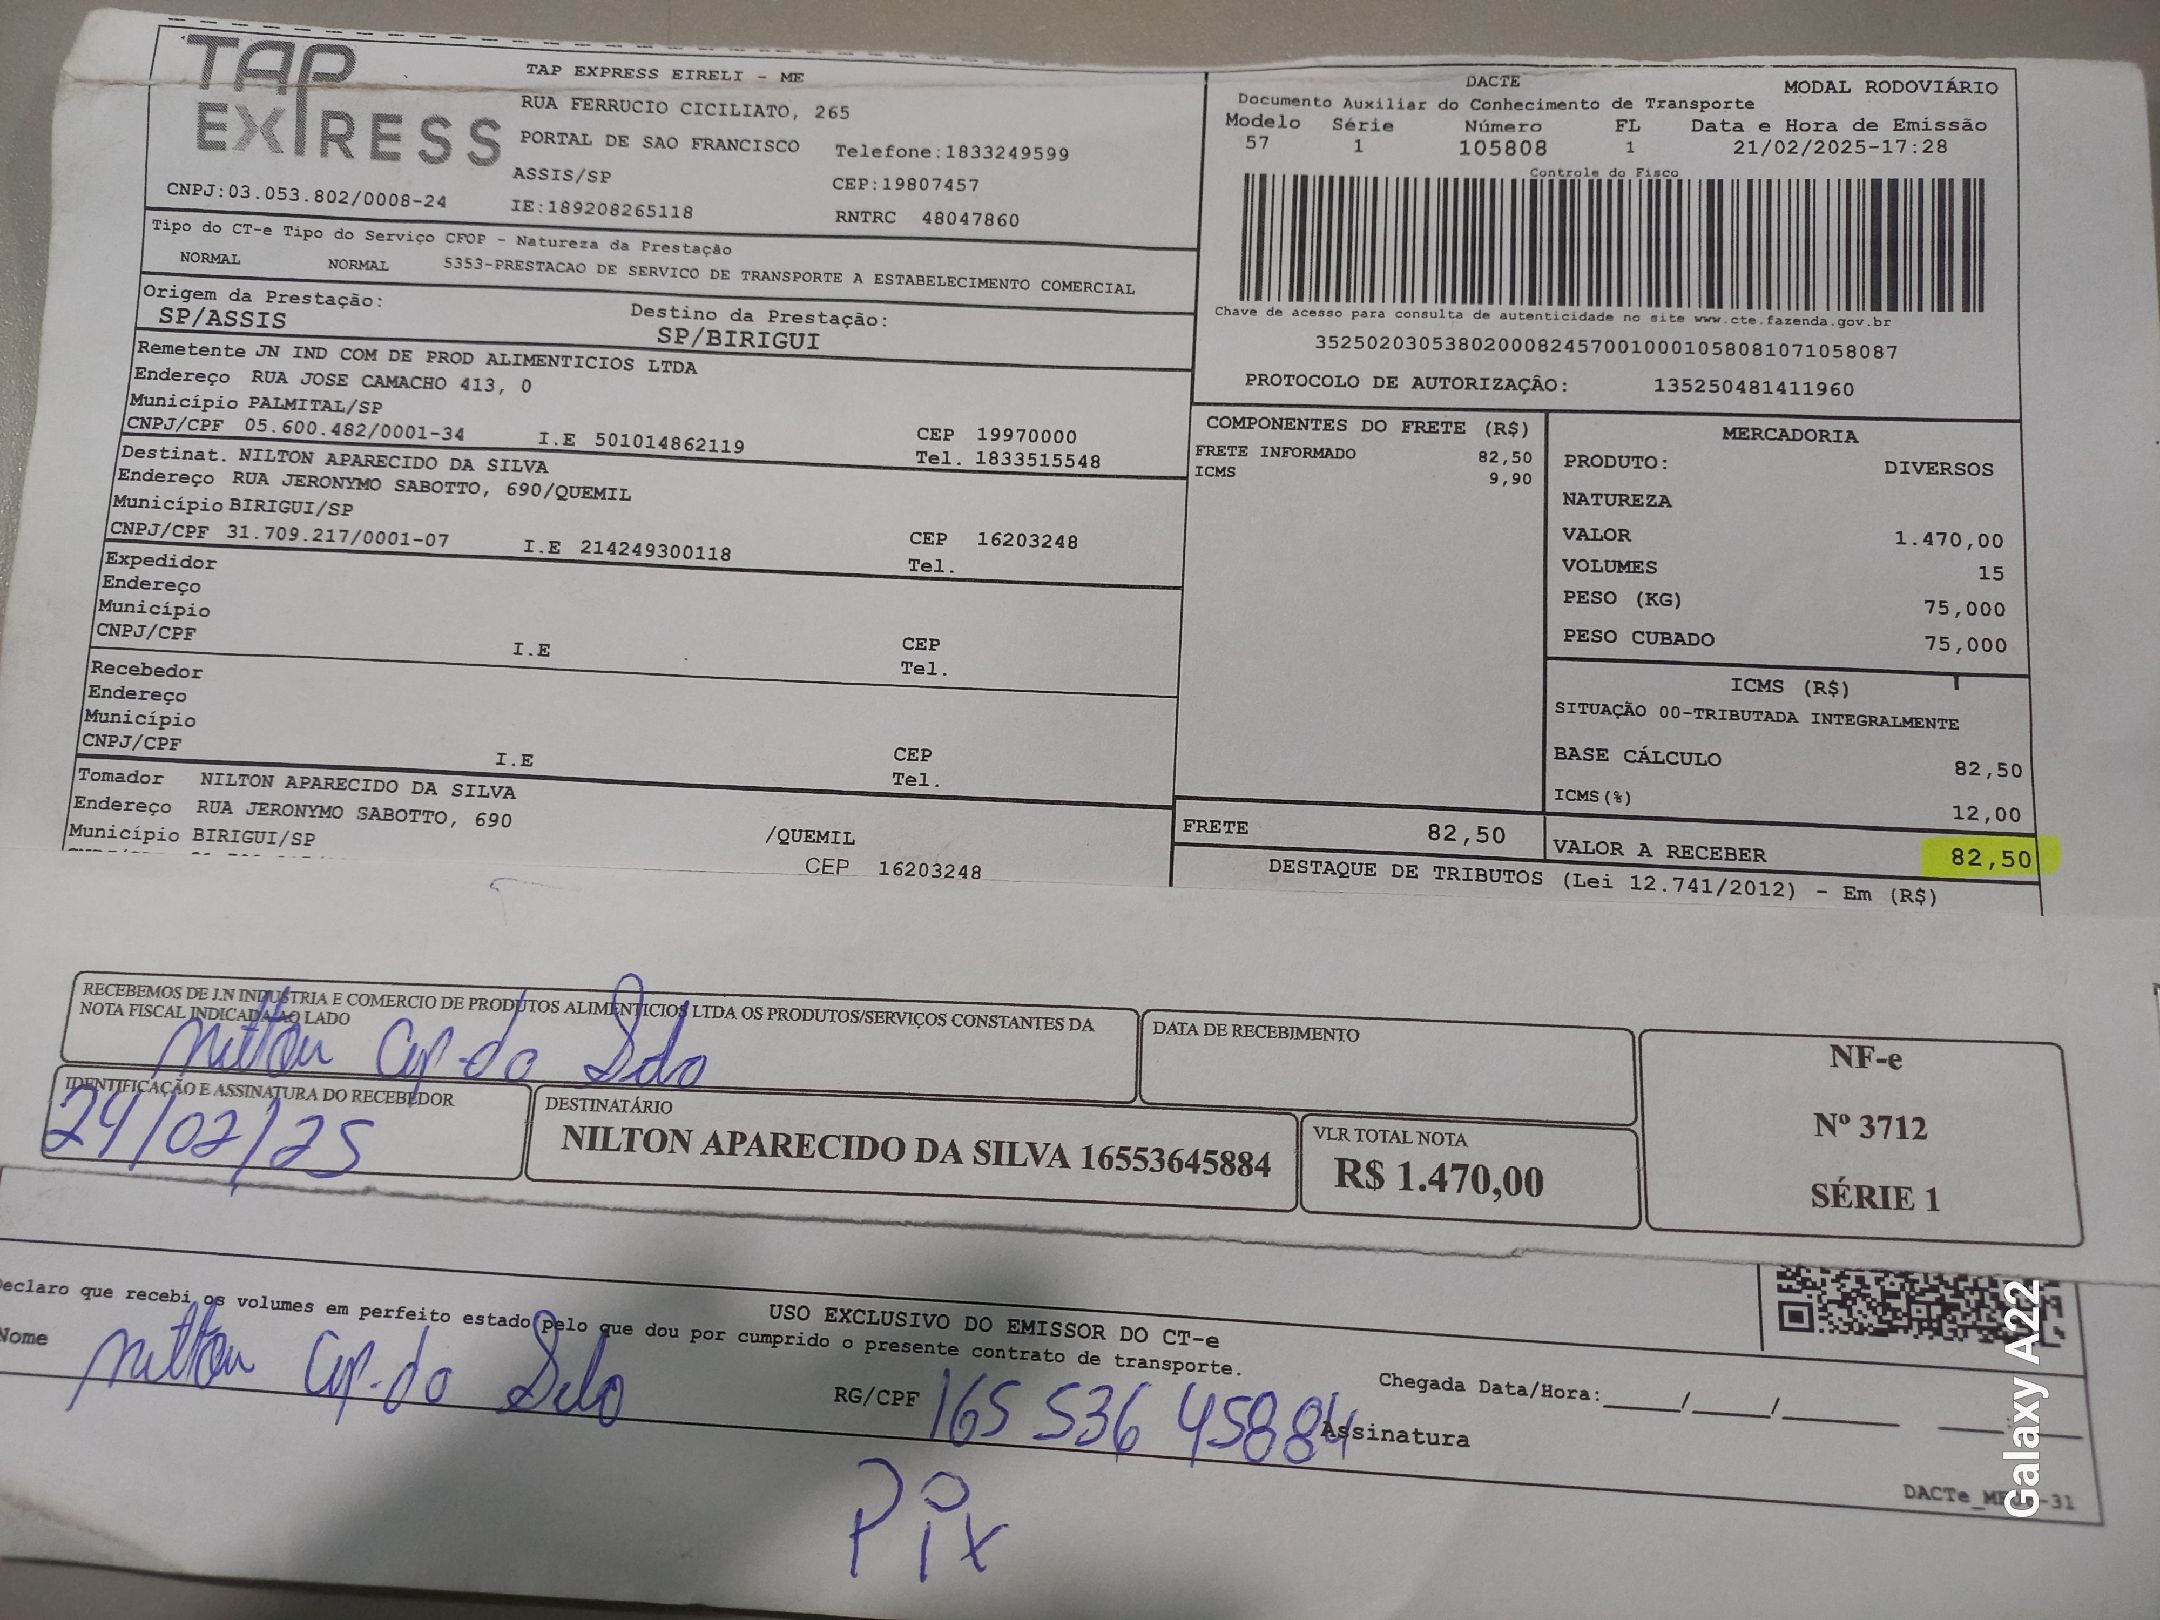 TAP EXPRESS
TAP EXPRESS EIRELI - ME
RUA FERRUCIO CICILIATO, 265
PORTAL DE SAO FRANCISCO Telefone:1833249599
ASSIS/SP CEP:19807457
CNPJ:03.053.802/0008-24 IE:189208265118 RNTRC 48047860
DACTE MODAL RODOVIÁRIO
Documento Auxiliar do Conhecimento de Transporte
Modelo Série Número FL Data e Hora de Emissão
57 1 105808 1 21/02/2025-17:28
Controle do Fisco
Chave de acesso para consulta de autenticidade no site www.cte.fazenda.gov.br
35250203053802000824570010001058081071058087
PROTOCOLO DE AUTORIZAÇÃO: 135250481411960
Tipo do CT-e Tipo do Serviço CFOP - Natureza da Prestação
NORMAL NORMAL 5353-PRESTACAO DE SERVICO DE TRANSPORTE A ESTABELECIMENTO COMERCIAL
Origem da Prestação: Destino da Prestação:
SP/ASSIS SP/BIRIGUI
Remetente JN IND COM DE PROD ALIMENTICIOS LTDA
Endereço RUA JOSE CAMACHO 413, 0
Município PALMITAL/SP CEP 19970000
CNPJ/CPF 05.600.482/0001-34 I.E 501014862119 Tel. 1833515548
Destinat. NILTON APARECIDO DA SILVA
Endereço RUA JERONYMO SABOTTO, 690/QUEMIL
Município BIRIGUI/SP CEP 16203248
CNPJ/CPF 31.709.217/0001-07 I.E 214249300118 Tel.
Expedidor
Endereço
Município CEP
CNPJ/CPF I.E Tel.
Recebedor
Endereço
Município CEP
CNPJ/CPF I.E Tel.
Tomador NILTON APARECIDO DA SILVA
Endereço RUA JERONYMO SABOTTO, 690 /QUEMIL
Município BIRIGUI/SP CEP 16203248
COMPONENTES DO FRETE (R$)
FRETE INFORMADO 82,50
ICMS 9,90
FRETE 82,50
MERCADORIA
PRODUTO: DIVERSOS
NATUREZA
VALOR 1.470,00
VOLUMES 15
PESO (KG) 75,000
PESO CUBADO 75,000
ICMS (R$)
SITUAÇÃO 00-TRIBUTADA INTEGRALMENTE
BASE CÁLCULO 82,50
ICMS(%) 12,00
VALOR A RECEBER 82,50
DESTAQUE DE TRIBUTOS (Lei 12.741/2012) - Em (R$)
RECEBEMOS DE J.N INDUSTRIA E COMERCIO DE PRODUTOS ALIMENTICIOS LTDA OS PRODUTOS/SERVIÇOS CONSTANTES DA
NOTA FISCAL INDICADA AO LADO
Nilton Ap. da Silva
DATA DE RECEBIMENTO
IDENTIFICAÇÃO E ASSINATURA DO RECEBEDOR
24/02/25
DESTINATÁRIO
NILTON APARECIDO DA SILVA 16553645884
VLR TOTAL NOTA
R$ 1.470,00
NF-e
Nº 3712
SÉRIE 1
USO EXCLUSIVO DO EMISSOR DO CT-e
Declaro que recebi os volumes em perfeito estado pelo que dou por cumprido o presente contrato de transporte.
Nome Nilton Ap. da Silva RG/CPF 165 536 45884 Assinatura
Chegada Data/Hora:____/____/______ ____:____
Pix
Galaxy A22